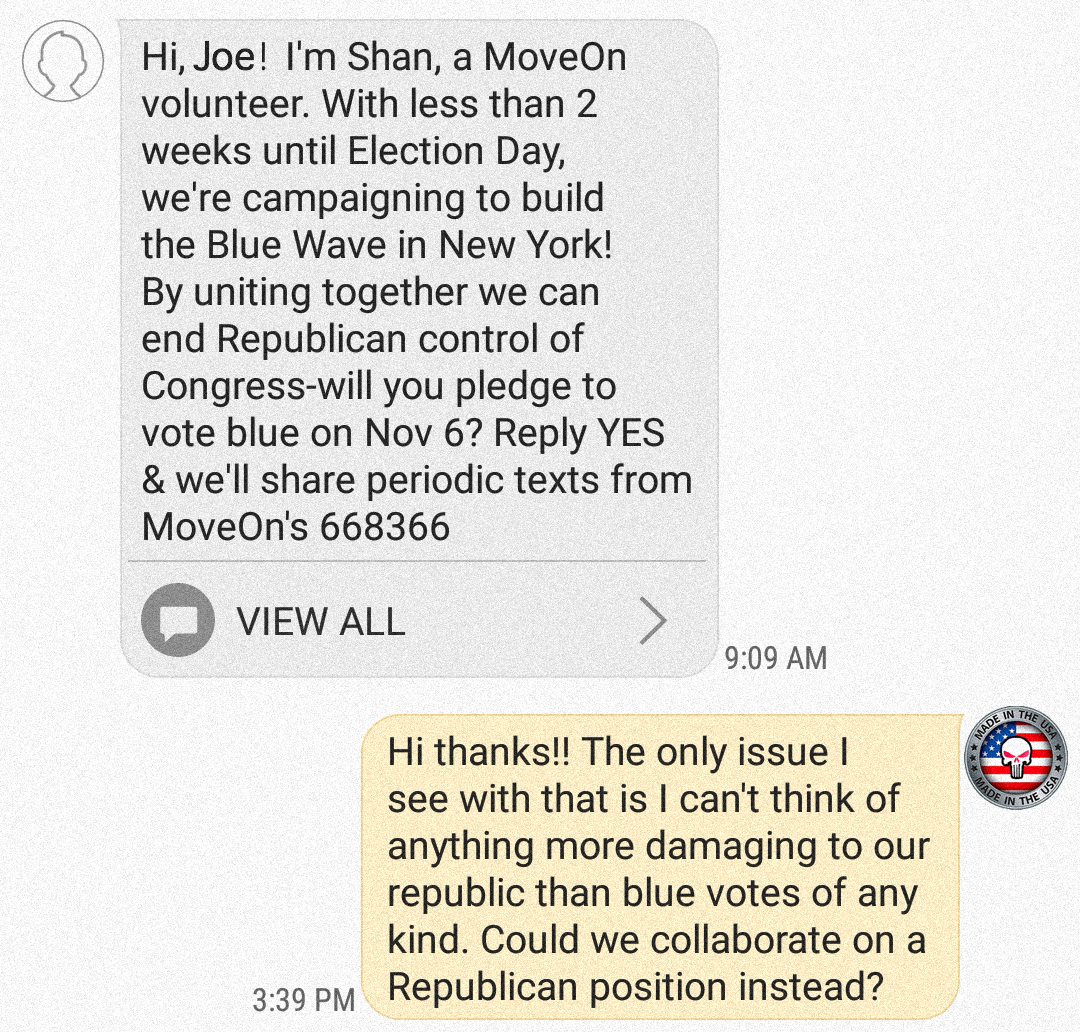 Hi, Joe! I'm Shan, a MoveOn
volunteer. With less than 2
weeks until Election Day,
we're campaigning to build
the Blue Wave in New York!
By uniting together we can
end Republican control of
Congress-will you pledge to
vote blue on Nov 6? Reply YES
& we'll share periodic texts from
MoveOn's 668366
VIEW ALL
9:09 AM
MADE IN THE USA
MADE IN THE USA
Hi thanks!! The only issue I
see with that is I can't think of
anything more damaging to our
republic than blue votes of any
kind. Could we collaborate on a
Republican position instead?
3:39 PM